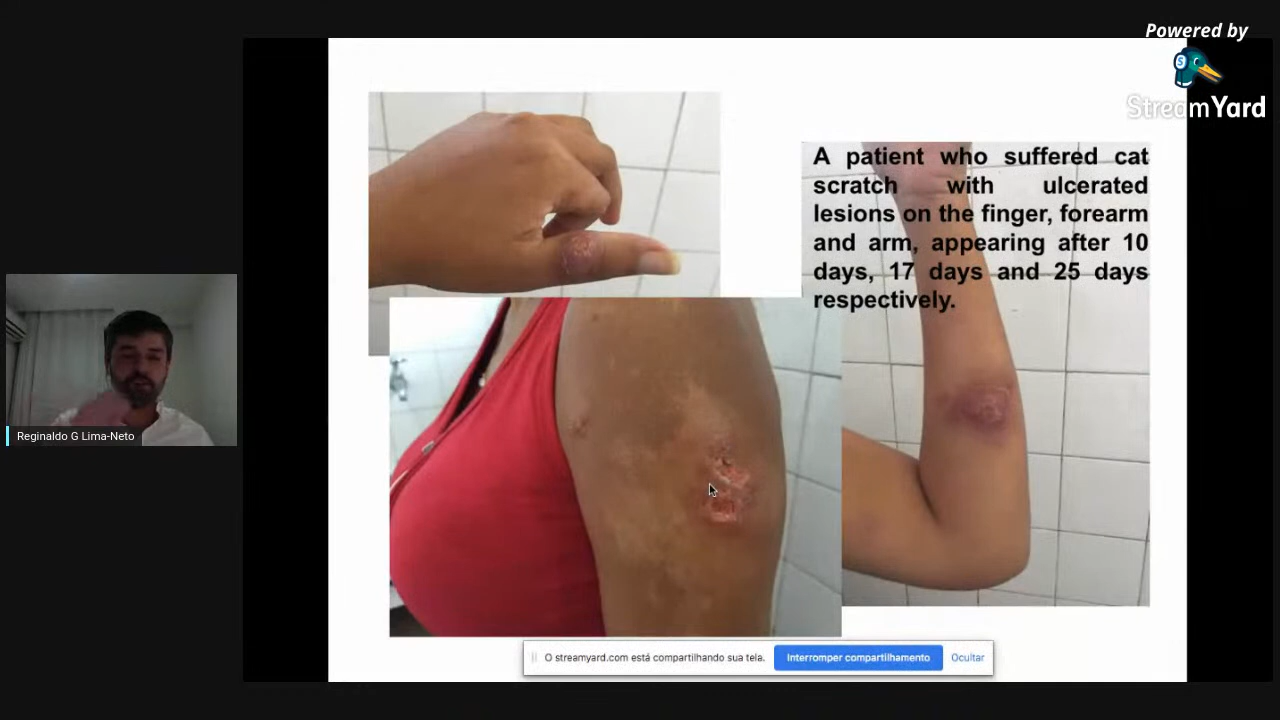 Powered by
StreamYard
A patient who suffered cat
scratch with ulcerated
lesions on the finger, forearm
and arm, appearing after 10
days, 17 days and 25 days
respectively.
Reginaldo G Lima-Neto
O streamyard.com está compartilhando sua tela.
Interromper compartilhamento
Ocultar